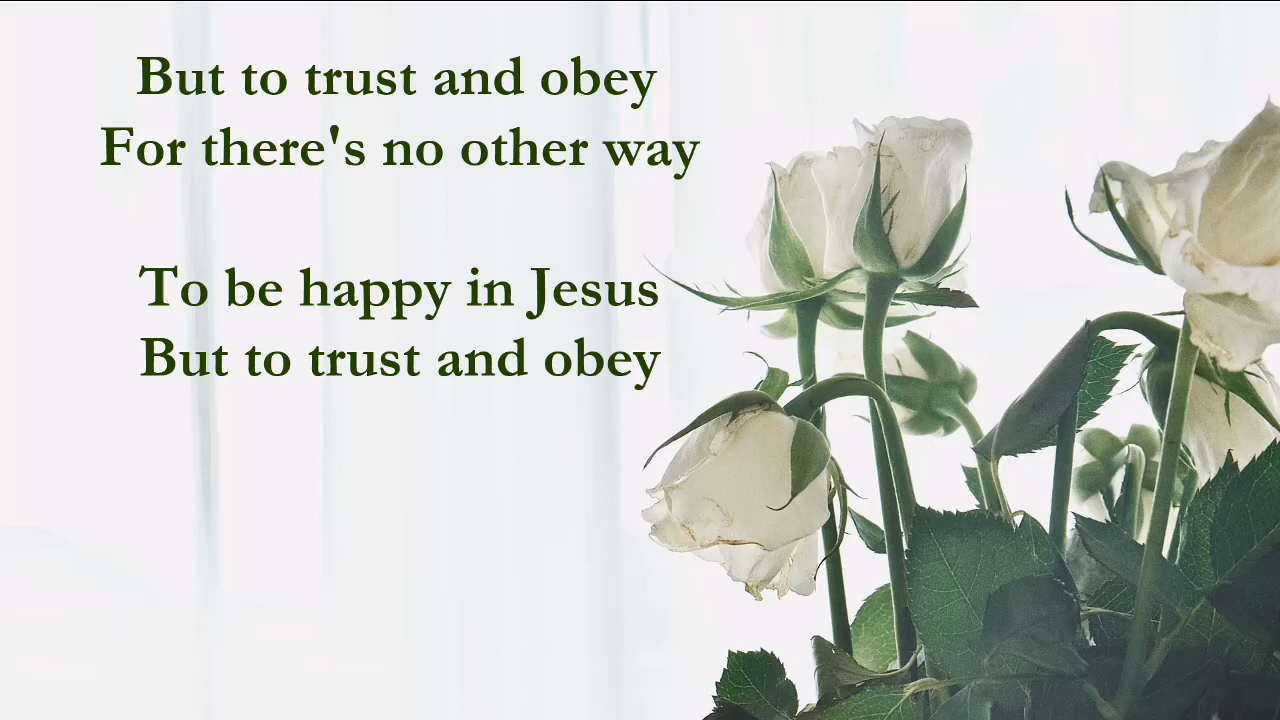 But to trust and obey
For there's no other way
To be happy in Jesus
But to trust and obey